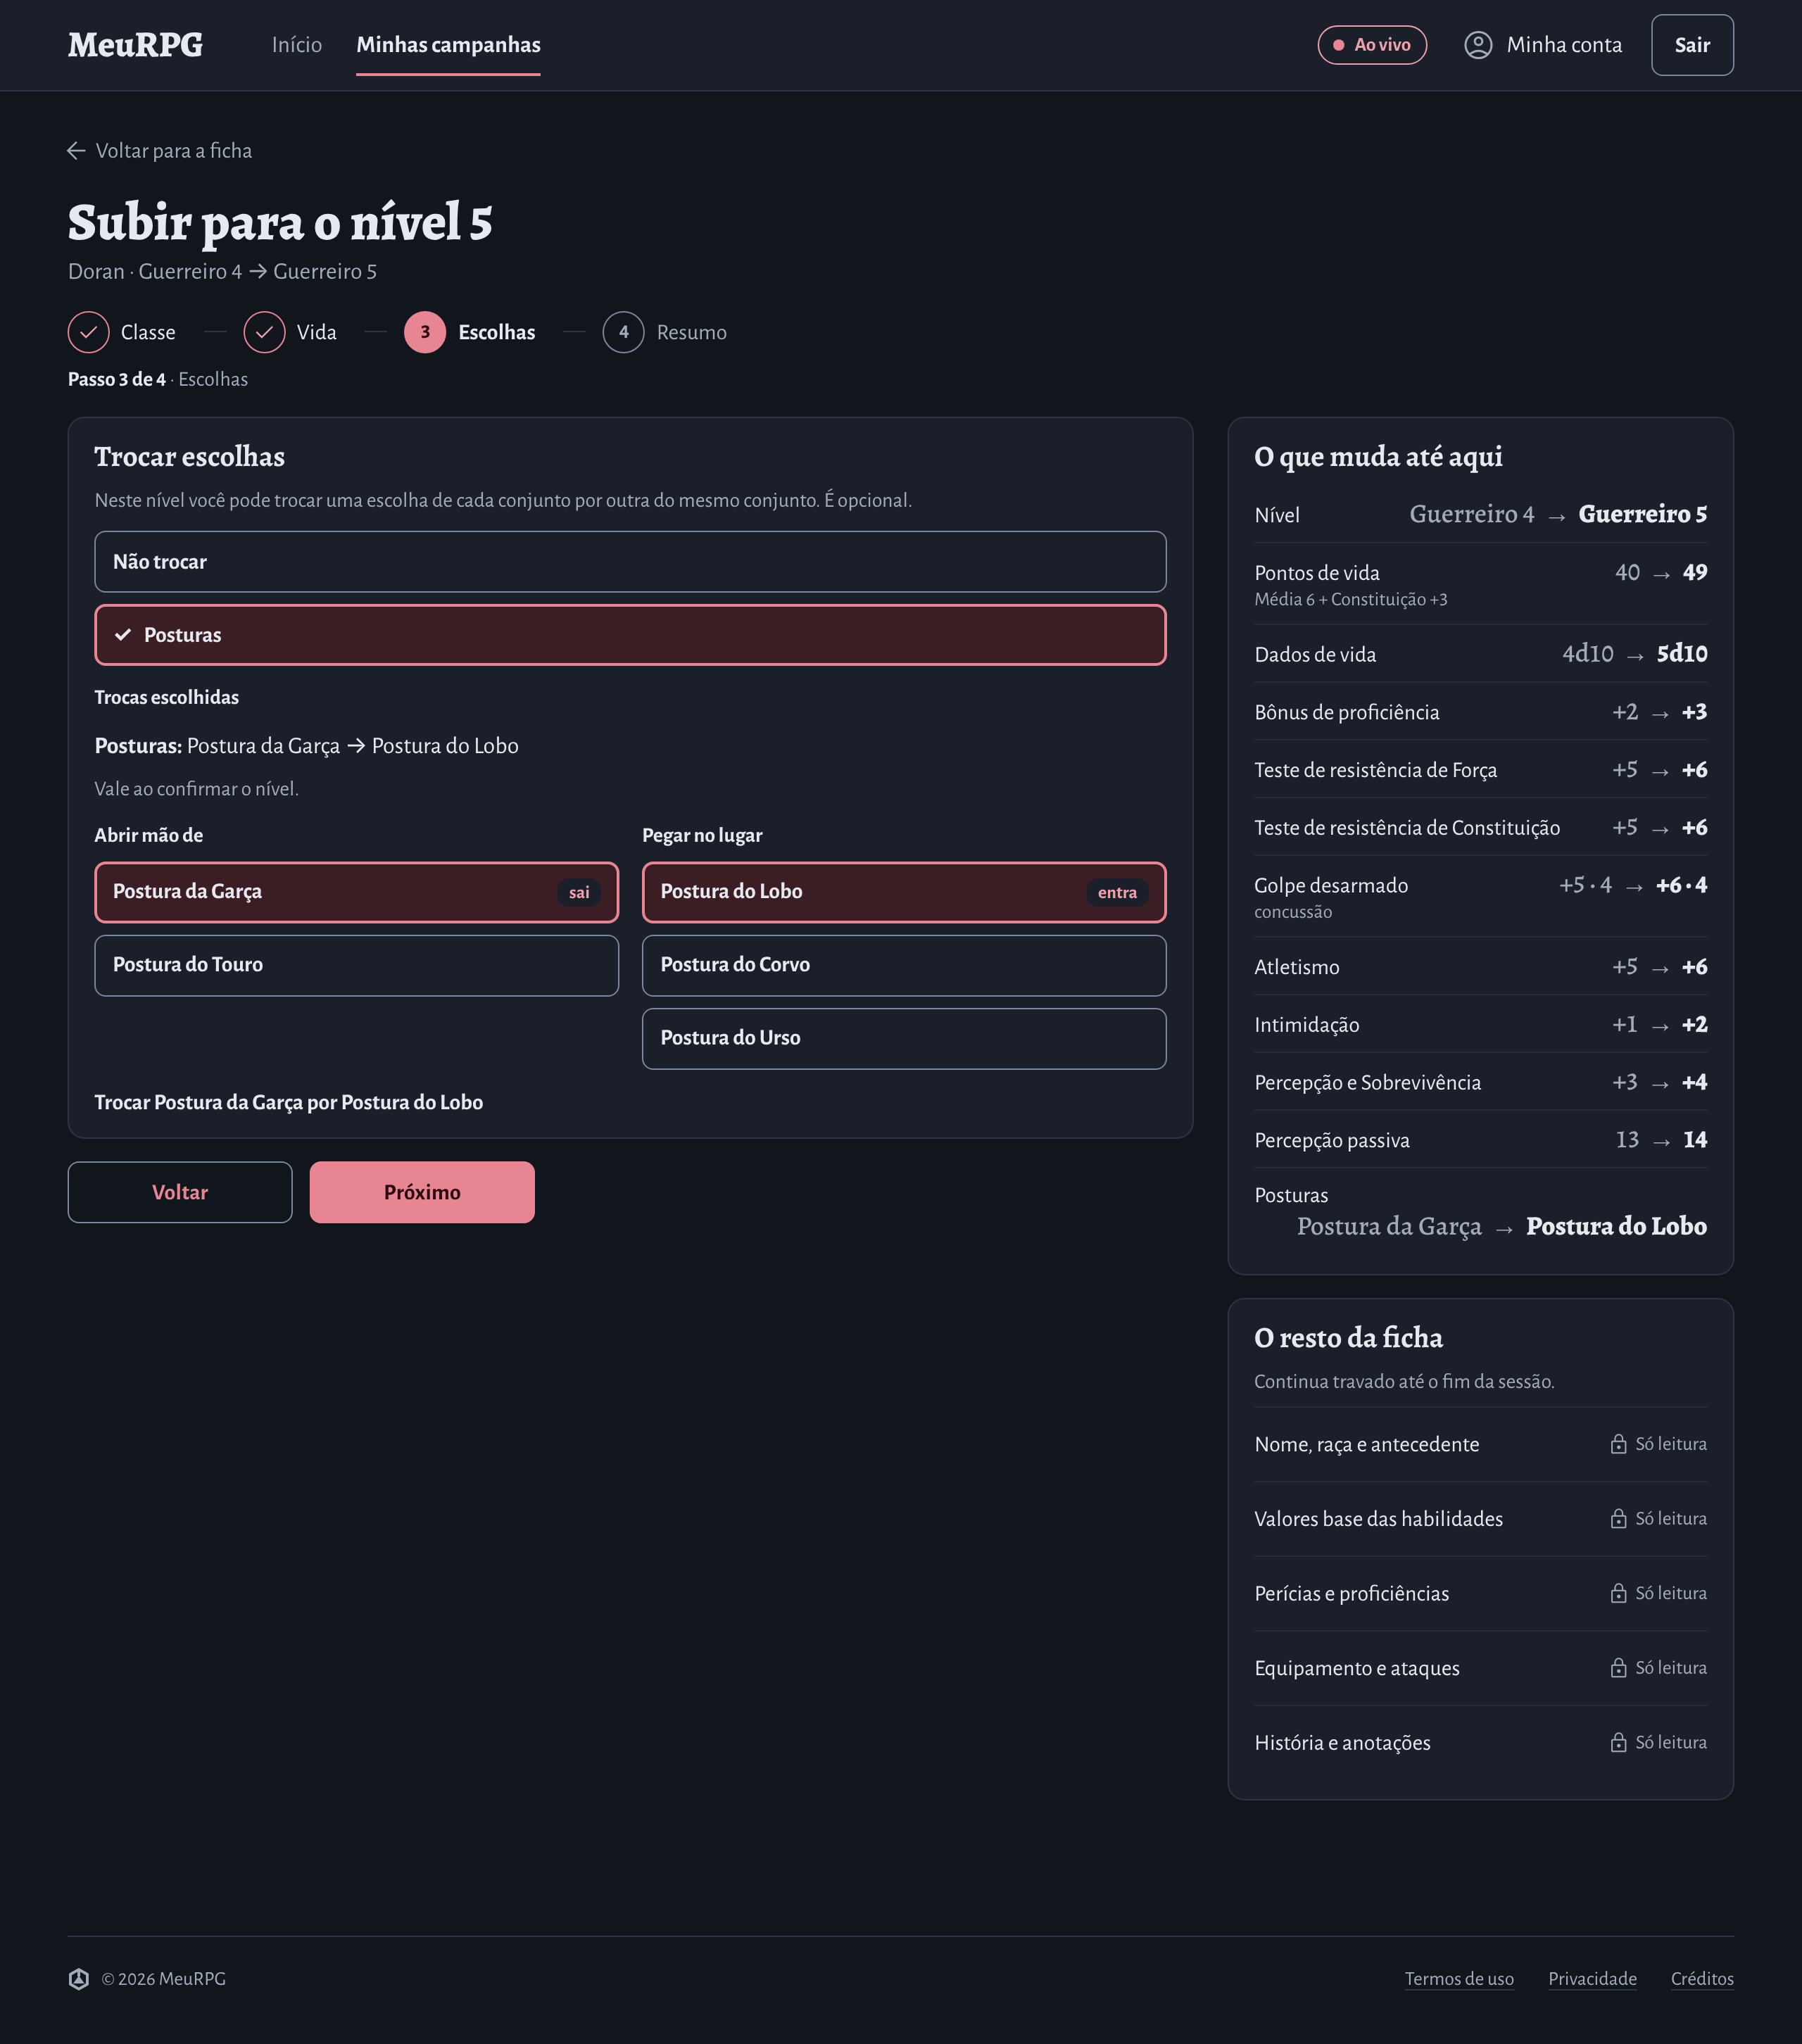 MeuRPG
Início
Minhas campanhas
Ao vivo
Minha conta
Sair
Voltar para a ficha
Subir para o nível 5
Doran · Guerreiro 4 → Guerreiro 5
Classe
Vida
3 Escolhas
4 Resumo
Passo 3 de 4 · Escolhas
Trocar escolhas
Neste nível você pode trocar uma escolha de cada conjunto por outra do mesmo conjunto. É opcional.
Não trocar
Posturas
Trocas escolhidas
Posturas: Postura da Garça → Postura do Lobo
Vale ao confirmar o nível.
Abrir mão de
Postura da Garça sai
Postura do Touro
Pegar no lugar
Postura do Lobo entra
Postura do Corvo
Postura do Urso
Trocar Postura da Garça por Postura do Lobo
Voltar
Próximo
O que muda até aqui
Nível Guerreiro 4 → Guerreiro 5
Pontos de vida 40 → 49
Média 6 + Constituição +3
Dados de vida 4d10 → 5d10
Bônus de proficiência +2 → +3
Teste de resistência de Força +5 → +6
Teste de resistência de Constituição +5 → +6
Golpe desarmado +5 · 4 → +6 · 4
concussão
Atletismo +5 → +6
Intimidação +1 → +2
Percepção e Sobrevivência +3 → +4
Percepção passiva 13 → 14
Posturas
Postura da Garça → Postura do Lobo
O resto da ficha
Continua travado até o fim da sessão.
Nome, raça e antecedente Só leitura
Valores base das habilidades Só leitura
Perícias e proficiências Só leitura
Equipamento e ataques Só leitura
História e anotações Só leitura
© 2026 MeuRPG
Termos de uso
Privacidade
Créditos